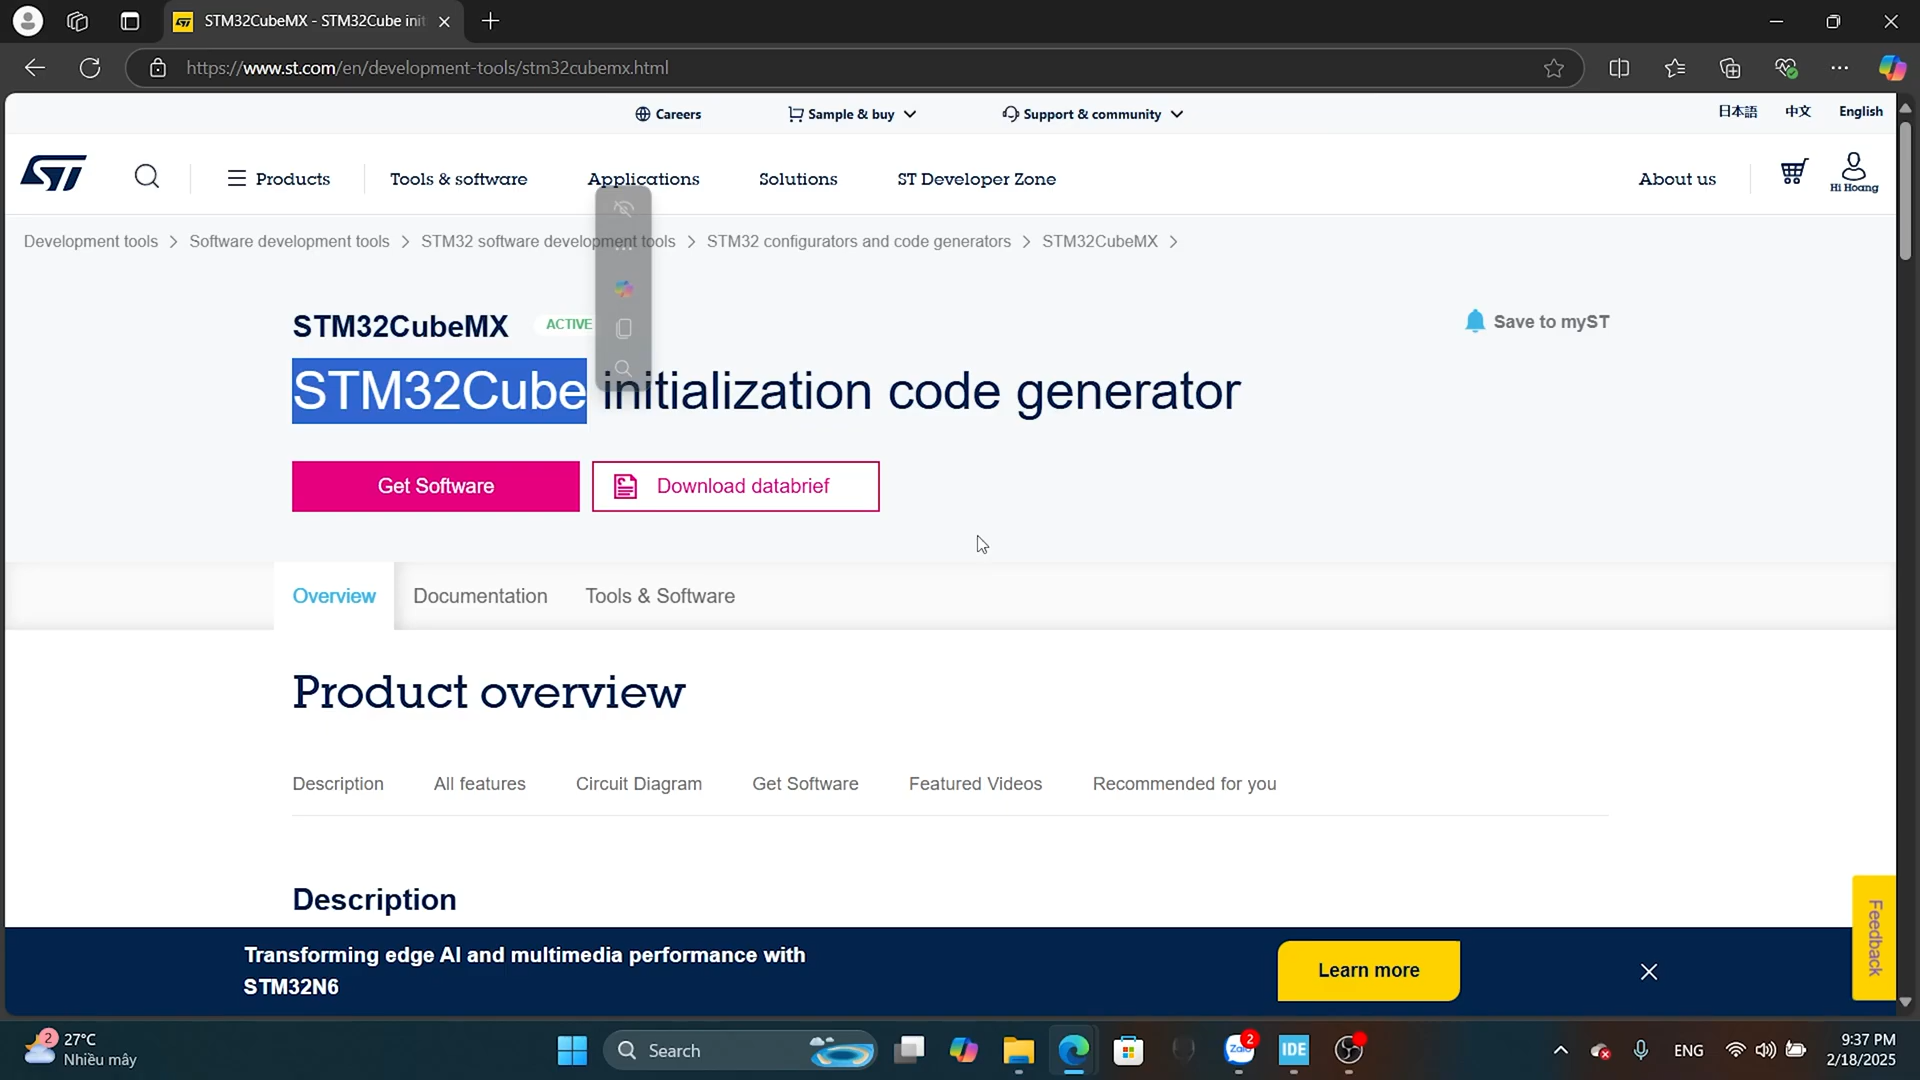 STM32CubeMX - STM32Cube init
https://www.st.com/en/development-tools/stm32cubemx.html
Careers
Sample & buy
Support & community
日本語
中文
English
ST
Products
Tools & software
Applications
Solutions
ST Developer Zone
About us
Hi Hoang
Development tools
Software development tools
STM32 software development tools
STM32 configurators and code generators
STM32CubeMX
STM32CubeMX
ACTIVE
Save to myST
STM32Cube initialization code generator
Get Software
Download databrief
Overview
Documentation
Tools & Software
Product overview
Description
All features
Circuit Diagram
Get Software
Featured Videos
Recommended for you
Description
Feedback
Transforming edge AI and multimedia performance with
STM32N6
Learn more
2
27°C
Nhiều mây
Search
Zalo
2
IDE
ENG
9:37 PM
2/18/2025